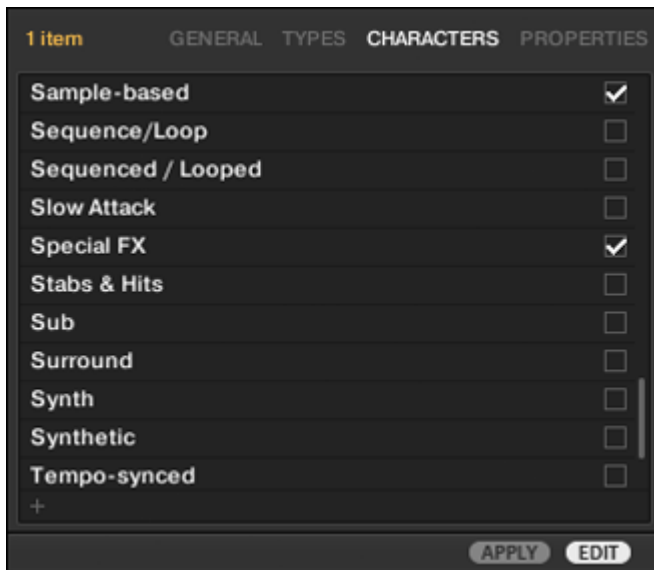 1 item GENERAL TYPES CHARACTERS PROPERTIES
Sample-based
Sequence/Loop
Sequenced / Looped
Slow Attack
Special FX
Stabs & Hits
Sub
Surround
Synth
Synthetic
Tempo-synced
+
APPLY EDIT